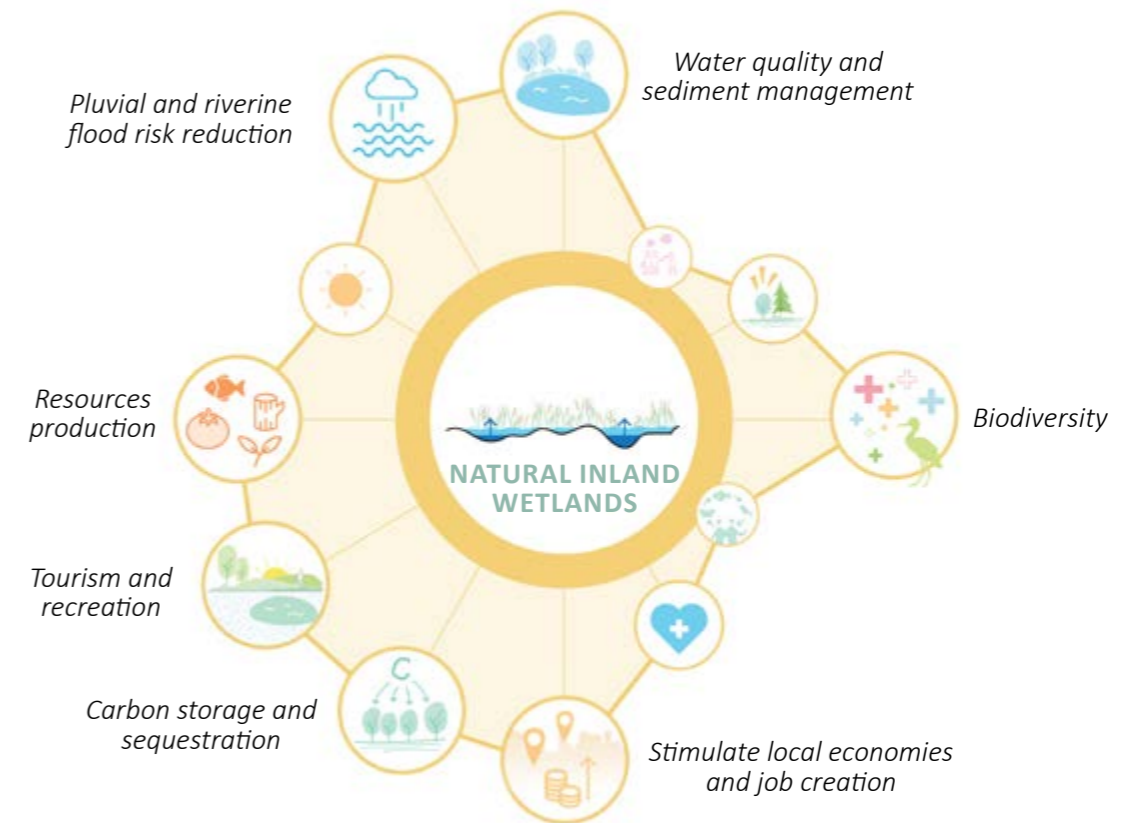 Water quality and
sediment management
Pluvial and riverine
flood risk reduction
Resources
production
Biodiversity
NATURAL INLAND
WETLANDS
Tourism and
recreation
C
Carbon storage and
sequestration
Stimulate local economies
and job creation